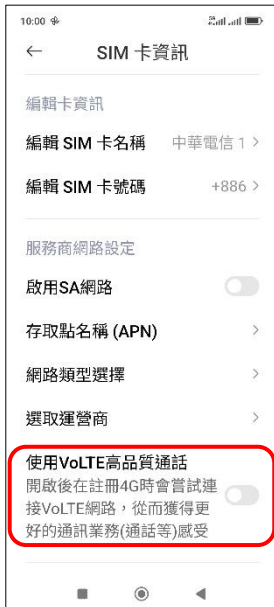 10:00
SIM 卡資訊
編輯卡資訊
編輯 SIM 卡名稱 中華電信 1
編輯 SIM 卡號碼 +886
服務商網路設定
啟用SA網路
存取點名稱 (APN)
網路類型選擇
選取運營商
使用VoLTE高品質通話
開啟後在註冊4G時會嘗試連
接VoLTE網路，從而獲得更
好的通訊業務(通話等)感受